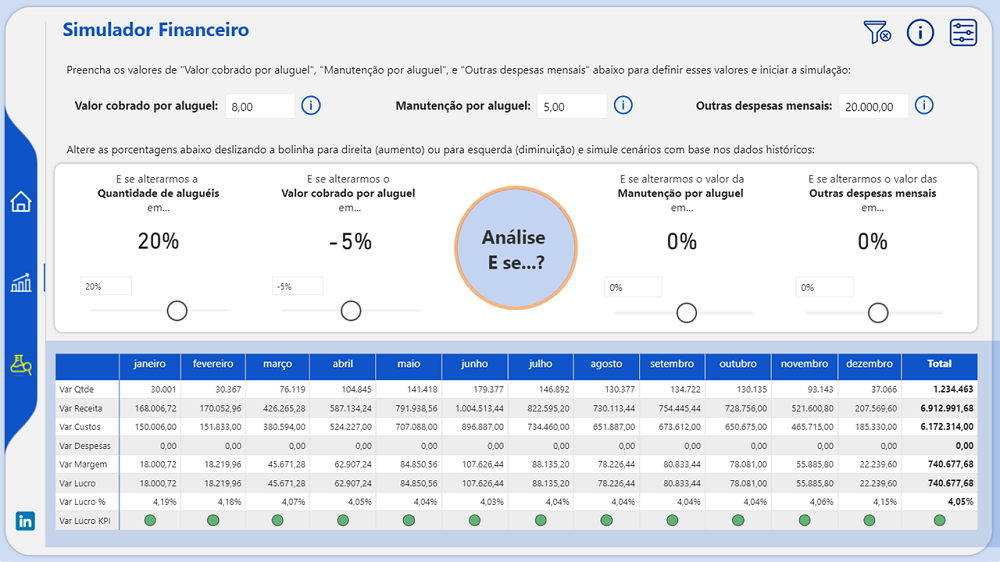 Simulador Financeiro
Preencha os valores de "Valor cobrado por aluguel", "Manutenção por aluguel", e "Outras despesas mensais" abaixo para definir esses valores e iniciar a simulação:
Valor cobrado por aluguel: 8,00 Manutenção por aluguel: 5,00 Outras despesas mensais: 20.000,00
Altere as porcentagens abaixo deslizando a bolinha para direita (aumento) ou para esquerda (diminuição) e simule cenários com base nos dados históricos:
E se alterarmos a
Quantidade de aluguéis
em...
20%
20%
E se alterarmos o
Valor cobrado por aluguel
em...
-5%
-5%
Análise
E se...?
E se alterarmos o valor da
Manutenção por aluguel
em...
0%
0%
E se alterarmos o valor das
Outras despesas mensais
em...
0%
0%
janeiro fevereiro março abril maio junho julho agosto setembro outubro novembro dezembro Total
Var Qtde 30.001 30.367 76.119 104.845 141.418 179.377 146.892 130.377 134.722 130.135 93.143 37.066 1.234.463
Var Receita 168.006,72 170.052,96 426.265,28 587.134,24 791.938,56 1.004.513,44 822.595,20 730.113,44 754.445,44 728.756,00 521.600,80 207.569,60 6.912.991,68
Var Custos 150.006,00 151.833,00 380.594,00 524.227,00 707.088,00 896.887,00 734.460,00 651.887,00 673.612,00 650.675,00 465.715,00 185.330,00 6.172.314,00
Var Despesas 0,00 0,00 0,00 0,00 0,00 0,00 0,00 0,00 0,00 0,00 0,00 0,00 0,00
Var Margem 18.000,72 18.219,96 45.671,28 62.907,24 84.850,56 107.626,44 88.135,20 78.226,44 80.833,44 78.081,00 55.885,80 22.239,60 740.677,68
Var Lucro 18.000,72 18.219,96 45.671,28 62.907,24 84.850,56 107.626,44 88.135,20 78.226,44 80.833,44 78.081,00 55.885,80 22.239,60 740.677,68
Var Lucro % 4,19% 4,18% 4,07% 4,05% 4,04% 4,03% 4,04% 4,04% 4,04% 4,04% 4,06% 4,15% 4,05%
Var Lucro KPI
in